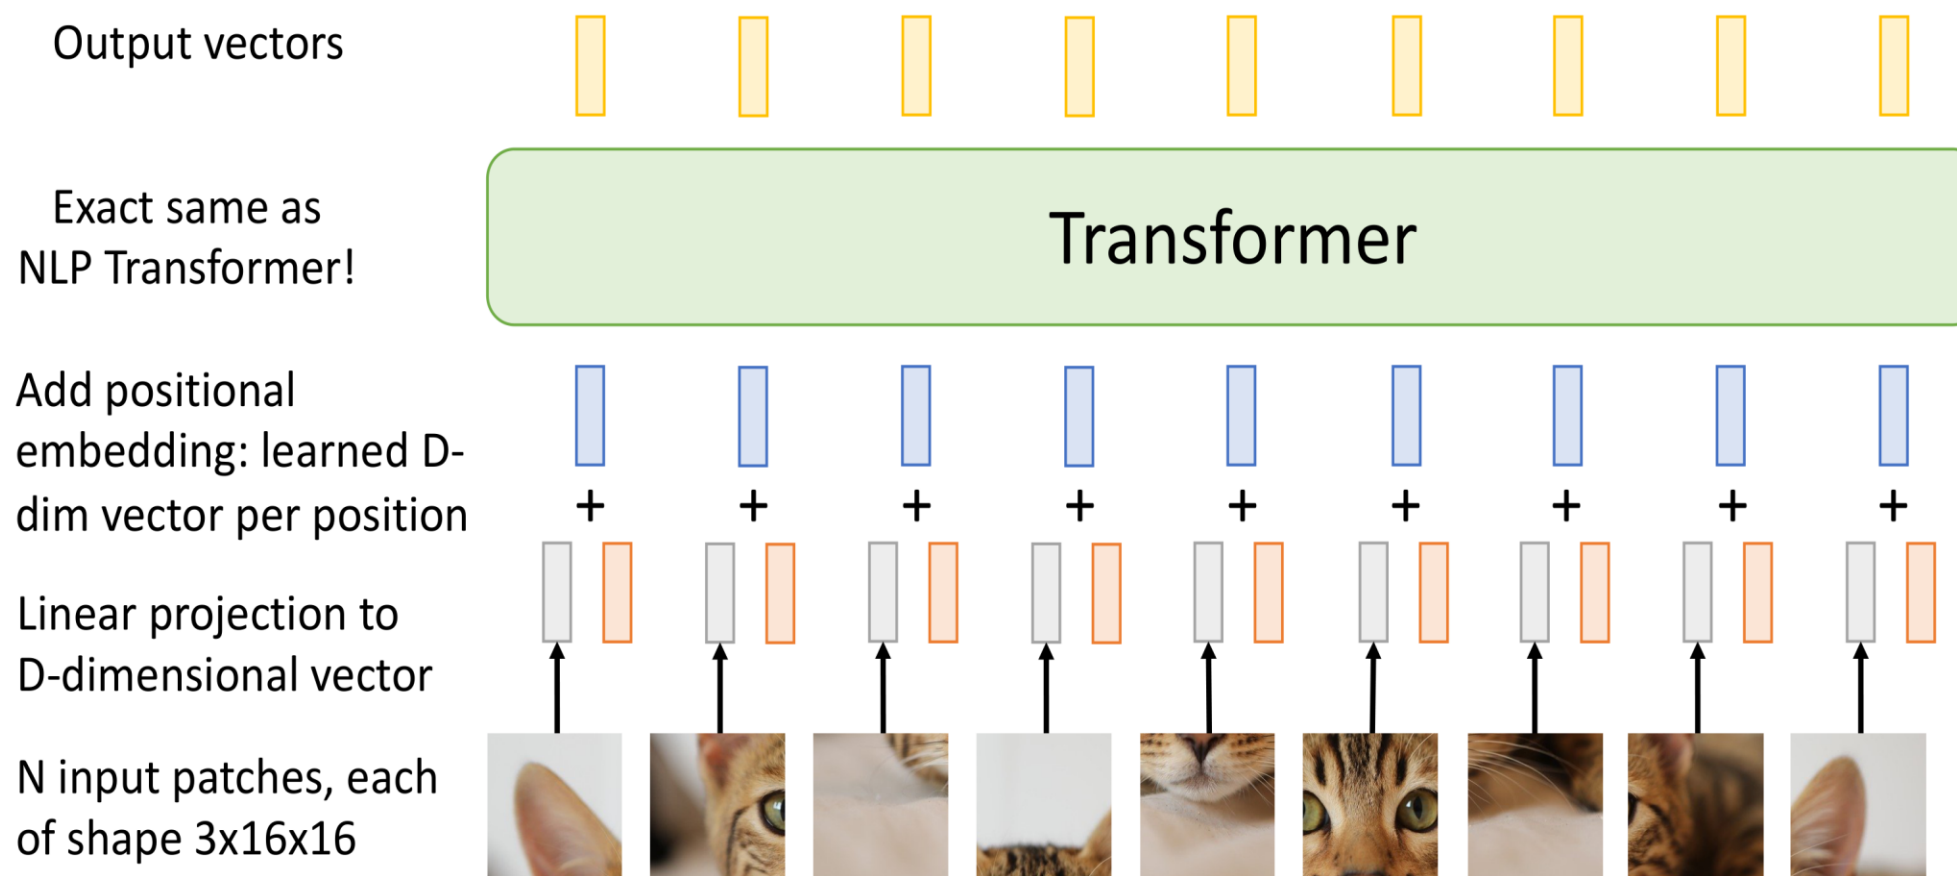 Output vectors
Exact same as
NLP Transformer!
Transformer
Add positional
embedding: learned D-
dim vector per position
+ + + + + + + + +
Linear projection to
D-dimensional vector
N input patches, each
of shape 3x16x16